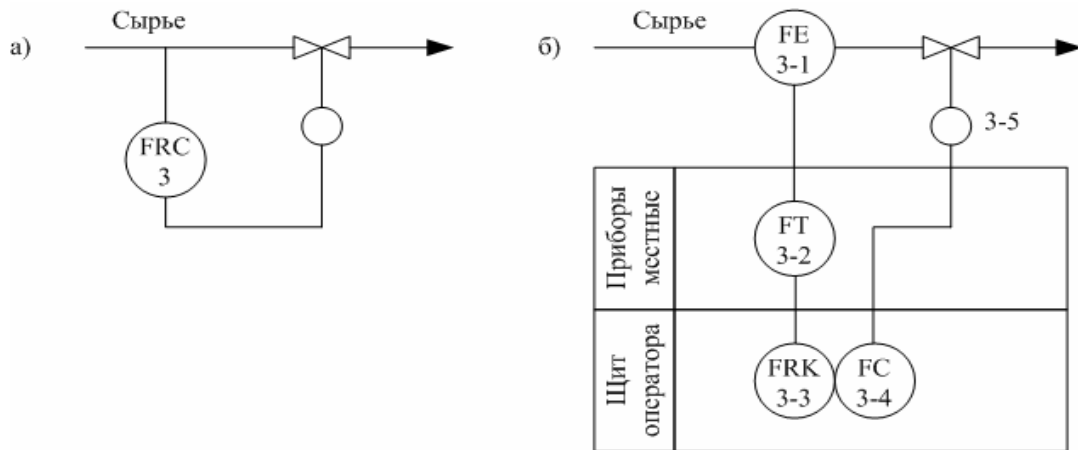 а)
Сырье
FRC
3
б)
Сырье
FE
3-1
3-5
Приборы
местные
FT
3-2
Щит
оператора
FRK
3-3
FC
3-4